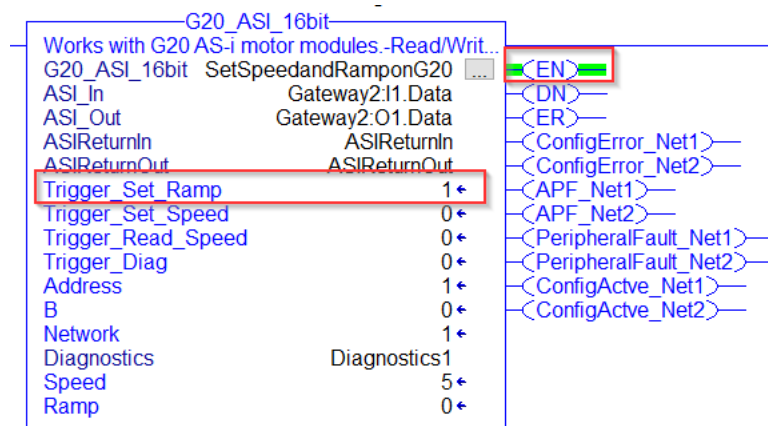 G20_ASI_16bit
Works with G20 AS-i motor modules.-Read/Writ...
G20_ASI_16bit SetSpeedandRamponG20 ...
ASI_In Gateway2:I1.Data
ASI_Out Gateway2:O1.Data
ASIReturnIn ASIReturnIn
ASIReturnOut ASIReturnOut
Trigger_Set_Ramp 1
Trigger_Set_Speed 0
Trigger_Read_Speed 0
Trigger_Diag 0
Address 1
B 0
Network 1
Diagnostics Diagnostics1
Speed 5
Ramp 0
EN
DN
ER
ConfigError_Net1
ConfigError_Net2
APF_Net1
APF_Net2
PeripheralFault_Net1
PeripheralFault_Net2
ConfigActve_Net1
ConfigActve_Net2